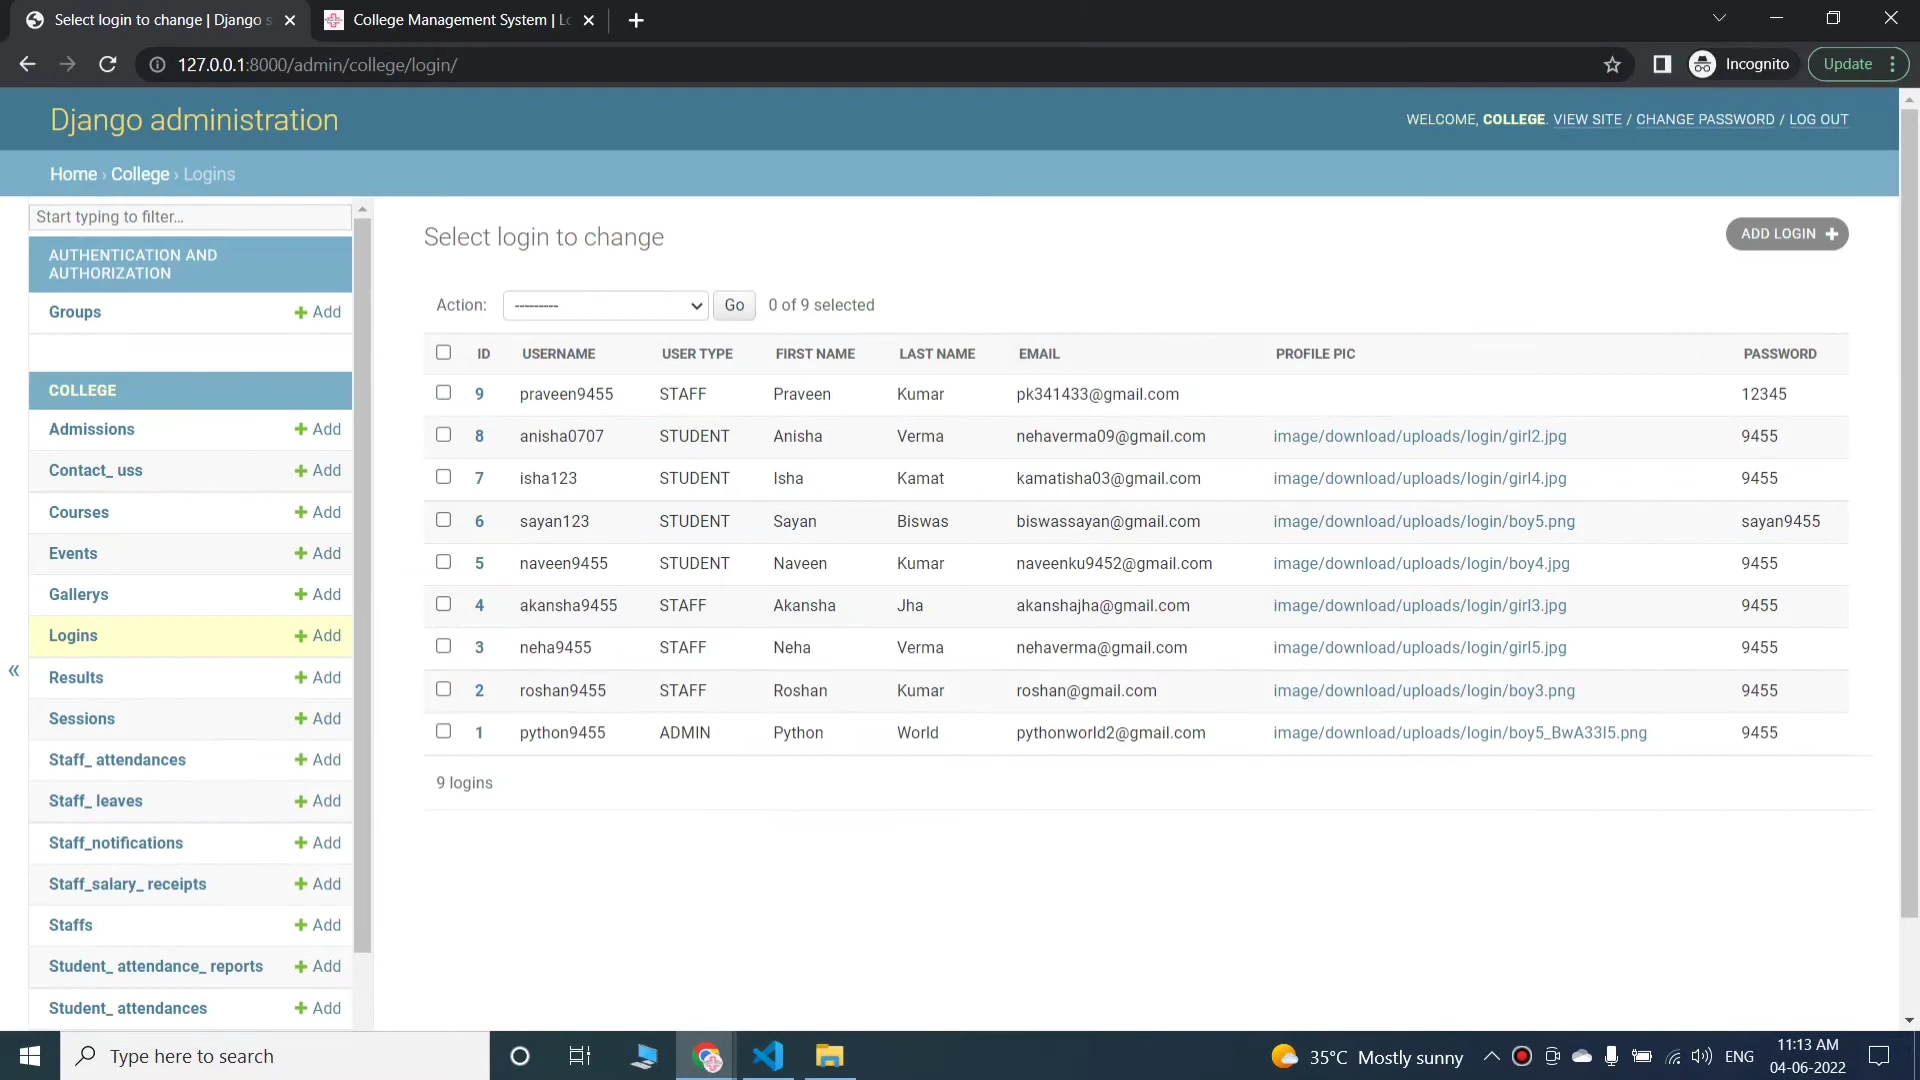 Select login to change | Django s
College Management System | Lo
127.0.0.1:8000/admin/college/login/
Incognito
Update
Django administration
WELCOME, COLLEGE. VIEW SITE / CHANGE PASSWORD / LOG OUT
Home › College › Logins
Start typing to filter...
AUTHENTICATION AND
AUTHORIZATION
Groups + Add
COLLEGE
Admissions + Add
Contact_ uss + Add
Courses + Add
Events + Add
Gallerys + Add
Logins + Add
Results + Add
Sessions + Add
Staff_ attendances + Add
Staff_ leaves + Add
Staff_notifications + Add
Staff_salary_ receipts + Add
Staffs + Add
Student_ attendance_ reports + Add
Student_ attendances + Add
«
Select login to change
ADD LOGIN +
Action: --------- Go 0 of 9 selected
ID USERNAME USER TYPE FIRST NAME LAST NAME EMAIL PROFILE PIC PASSWORD
9 praveen9455 STAFF Praveen Kumar pk341433@gmail.com 12345
8 anisha0707 STUDENT Anisha Verma nehaverma09@gmail.com image/download/uploads/login/girl2.jpg 9455
7 isha123 STUDENT Isha Kamat kamatisha03@gmail.com image/download/uploads/login/girl4.jpg 9455
6 sayan123 STUDENT Sayan Biswas biswassayan@gmail.com image/download/uploads/login/boy5.png sayan9455
5 naveen9455 STUDENT Naveen Kumar naveenku9452@gmail.com image/download/uploads/login/boy4.jpg 9455
4 akansha9455 STAFF Akansha Jha akanshajha@gmail.com image/download/uploads/login/girl3.jpg 9455
3 neha9455 STAFF Neha Verma nehaverma@gmail.com image/download/uploads/login/girl5.jpg 9455
2 roshan9455 STAFF Roshan Kumar roshan@gmail.com image/download/uploads/login/boy3.png 9455
1 python9455 ADMIN Python World pythonworld2@gmail.com image/download/uploads/login/boy5_BwA33I5.png 9455
9 logins
Type here to search
35°C Mostly sunny
ENG
11:13 AM
04-06-2022